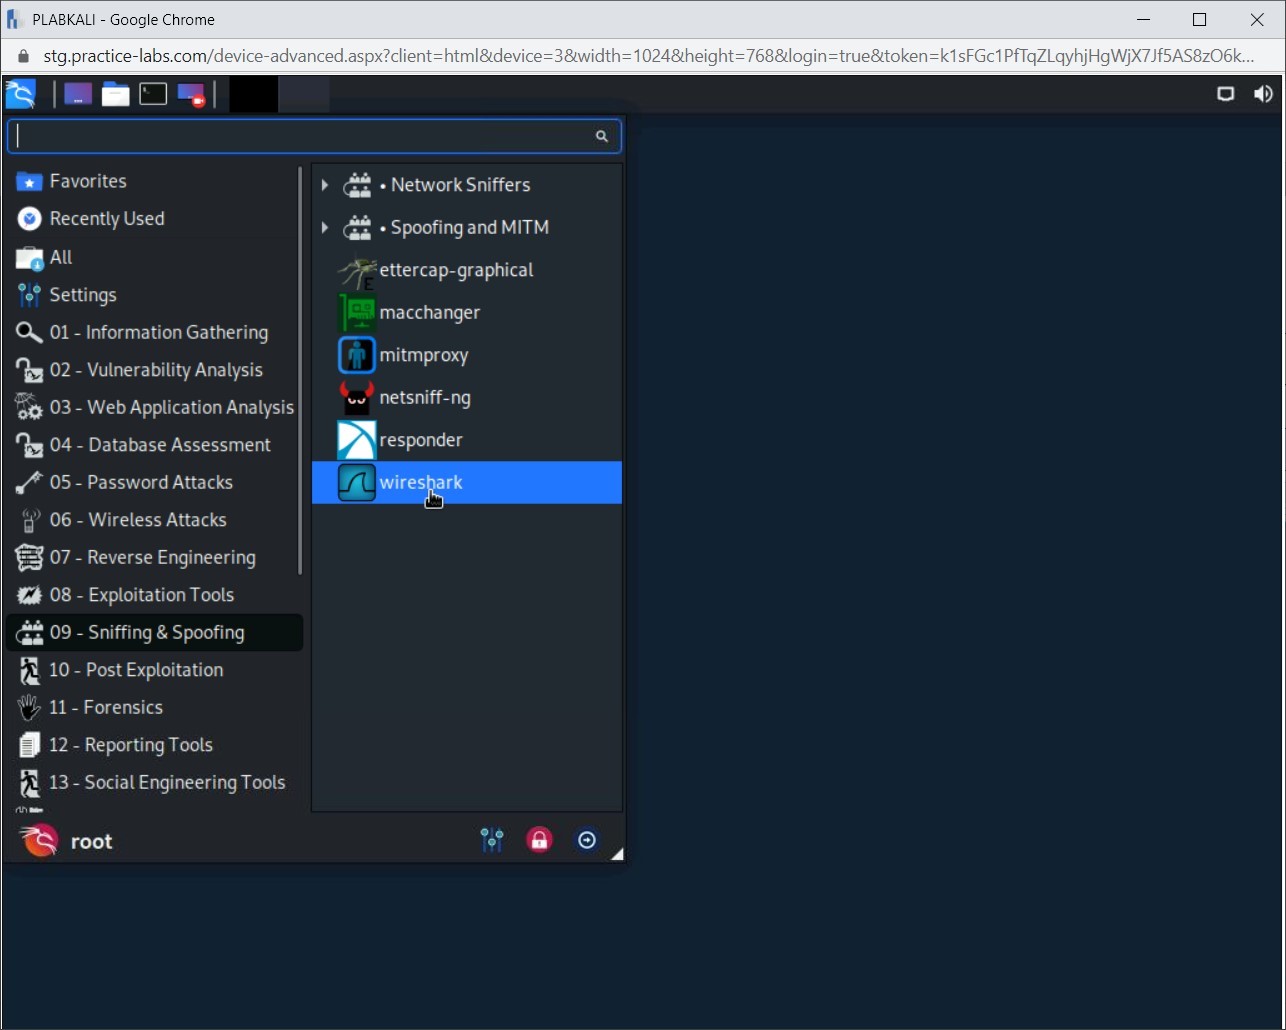 PLABKALI - Google Chrome
stg.practice-labs.com/device-advanced.aspx?client=html&device=3&width=1024&height=768&login=true&token=k1sFGc1PfTqZLqyhjHgWjX7Jf5AS8zO6k...
Favorites
Recently Used
All
Settings
01 - Information Gathering
02 - Vulnerability Analysis
03 - Web Application Analysis
04 - Database Assessment
05 - Password Attacks
06 - Wireless Attacks
07 - Reverse Engineering
08 - Exploitation Tools
09 - Sniffing & Spoofing
10 - Post Exploitation
11 - Forensics
12 - Reporting Tools
13 - Social Engineering Tools
• Network Sniffers
• Spoofing and MITM
ettercap-graphical
macchanger
mitmproxy
netsniff-ng
responder
wireshark
root